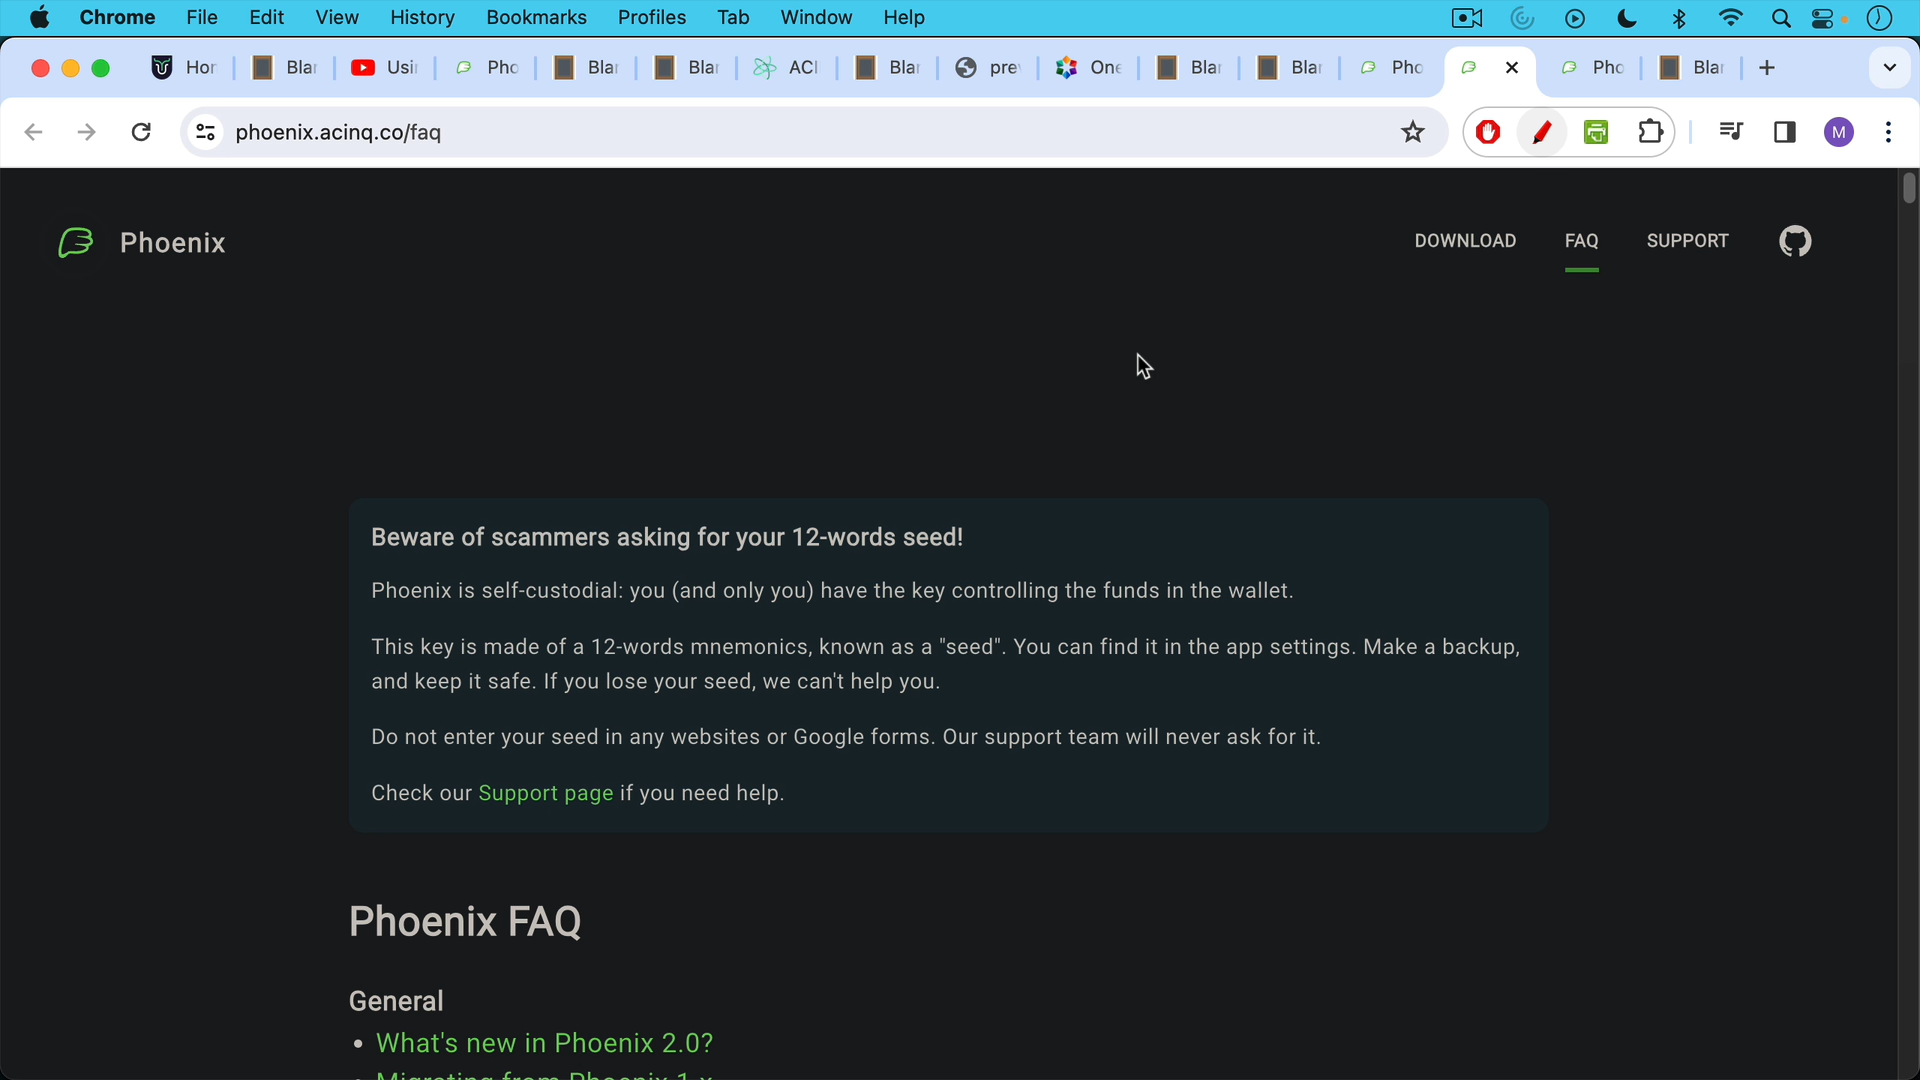 Chrome File Edit View History Bookmarks Profiles Tab Window Help
Hor Bla Usi Pho Bla Bla ACI Bla pre One Bla Bla Pho Pho Bla
phoenix.acinq.co/faq M
Phoenix DOWNLOAD FAQ SUPPORT
Beware of scammers asking for your 12-words seed!
Phoenix is self-custodial: you (and only you) have the key controlling the funds in the wallet.
This key is made of a 12-words mnemonics, known as a "seed". You can find it in the app settings. Make a backup,
and keep it safe. If you lose your seed, we can't help you.
Do not enter your seed in any websites or Google forms. Our support team will never ask for it.
Check our Support page if you need help.
Phoenix FAQ
General
• What's new in Phoenix 2.0?
• Migrating from Phoenix 1.x